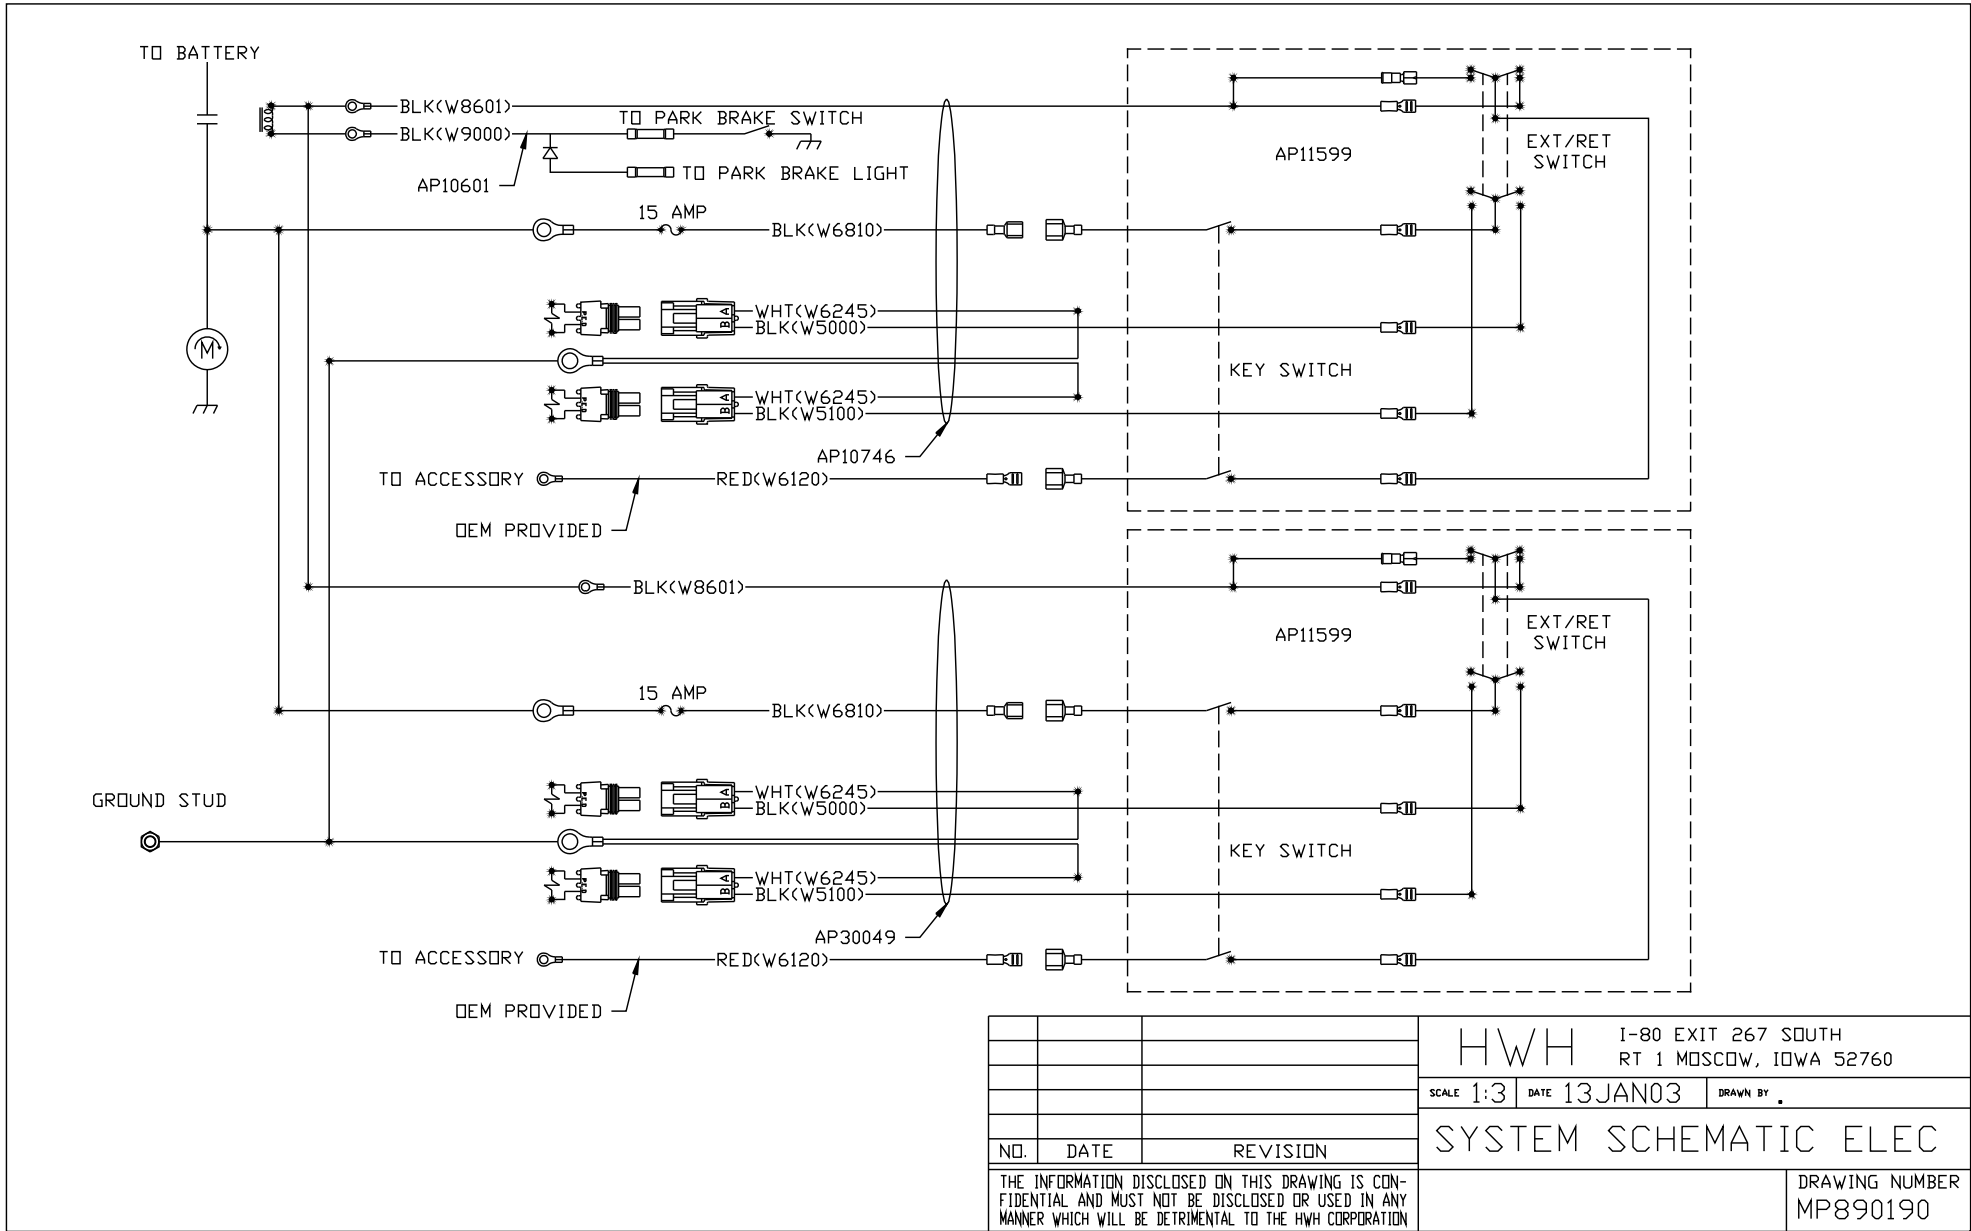 TO BATTERY
BLK(W8601)
TO PARK BRAKE SWITCH
BLK(W9000)
AP10601
TO PARK BRAKE LIGHT
AP11599
EXT/RET
SWITCH
15 AMP
BLK(W6810)
A
B
WHT(W6245)
BLK(W5000)
M
KEY SWITCH
A
B
WHT(W6245)
BLK(W5100)
AP10746
TO ACCESSORY
RED(W6120)
OEM PROVIDED
BLK(W8601)
AP11599
EXT/RET
SWITCH
15 AMP
BLK(W6810)
GROUND STUD
A
B
WHT(W6245)
BLK(W5000)
KEY SWITCH
A
B
WHT(W6245)
BLK(W5100)
AP30049
TO ACCESSORY
RED(W6120)
OEM PROVIDED
NO. DATE REVISION
THE INFORMATION DISCLOSED ON THIS DRAWING IS CON-
FIDENTIAL AND MUST NOT BE DISCLOSED OR USED IN ANY
MANNER WHICH WILL BE DETRIMENTAL TO THE HWH CORPORATION
HWH
I-80 EXIT 267 SOUTH
RT 1 MOSCOW, IOWA 52760
SCALE 1:3 DATE 13JAN03 DRAWN BY .
SYSTEM SCHEMATIC ELEC
DRAWING NUMBER
MP890190